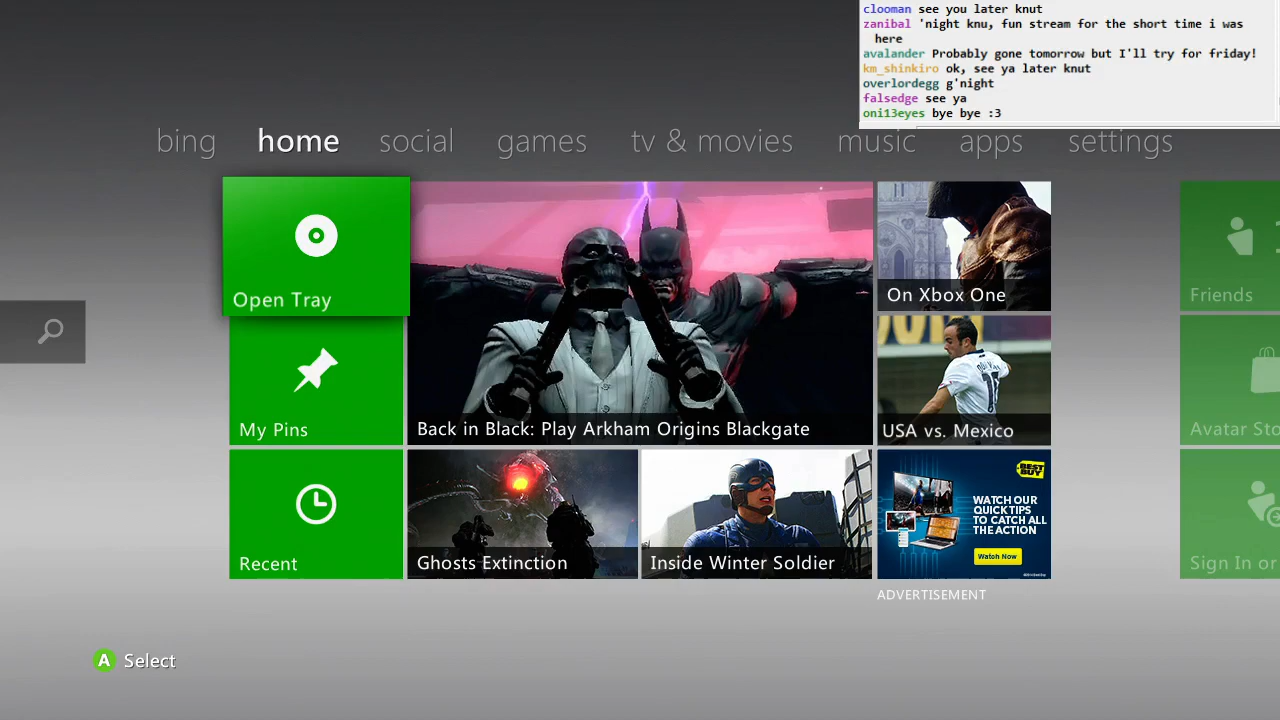 clooman see you later knut
zanibal 'night knu, fun stream for the short time i was
here
avalander Probably gone tomorrow but I'll try for friday!
km_shinkiro ok, see ya later knut
overlordegg g'night
falsedge see ya
oni13eyes bye bye :3
bing home social games tv & movies music apps settings
Open Tray
My Pins
Recent
Back in Black: Play Arkham Origins Blackgate
Ghosts Extinction
Inside Winter Soldier
On Xbox One
USA vs. Mexico
BEST
BUY
WATCH OUR
QUICK TIPS
TO CATCH ALL
THE ACTION
Watch Now
ADVERTISEMENT
Friends
Avatar Sto
Sign In or
A Select